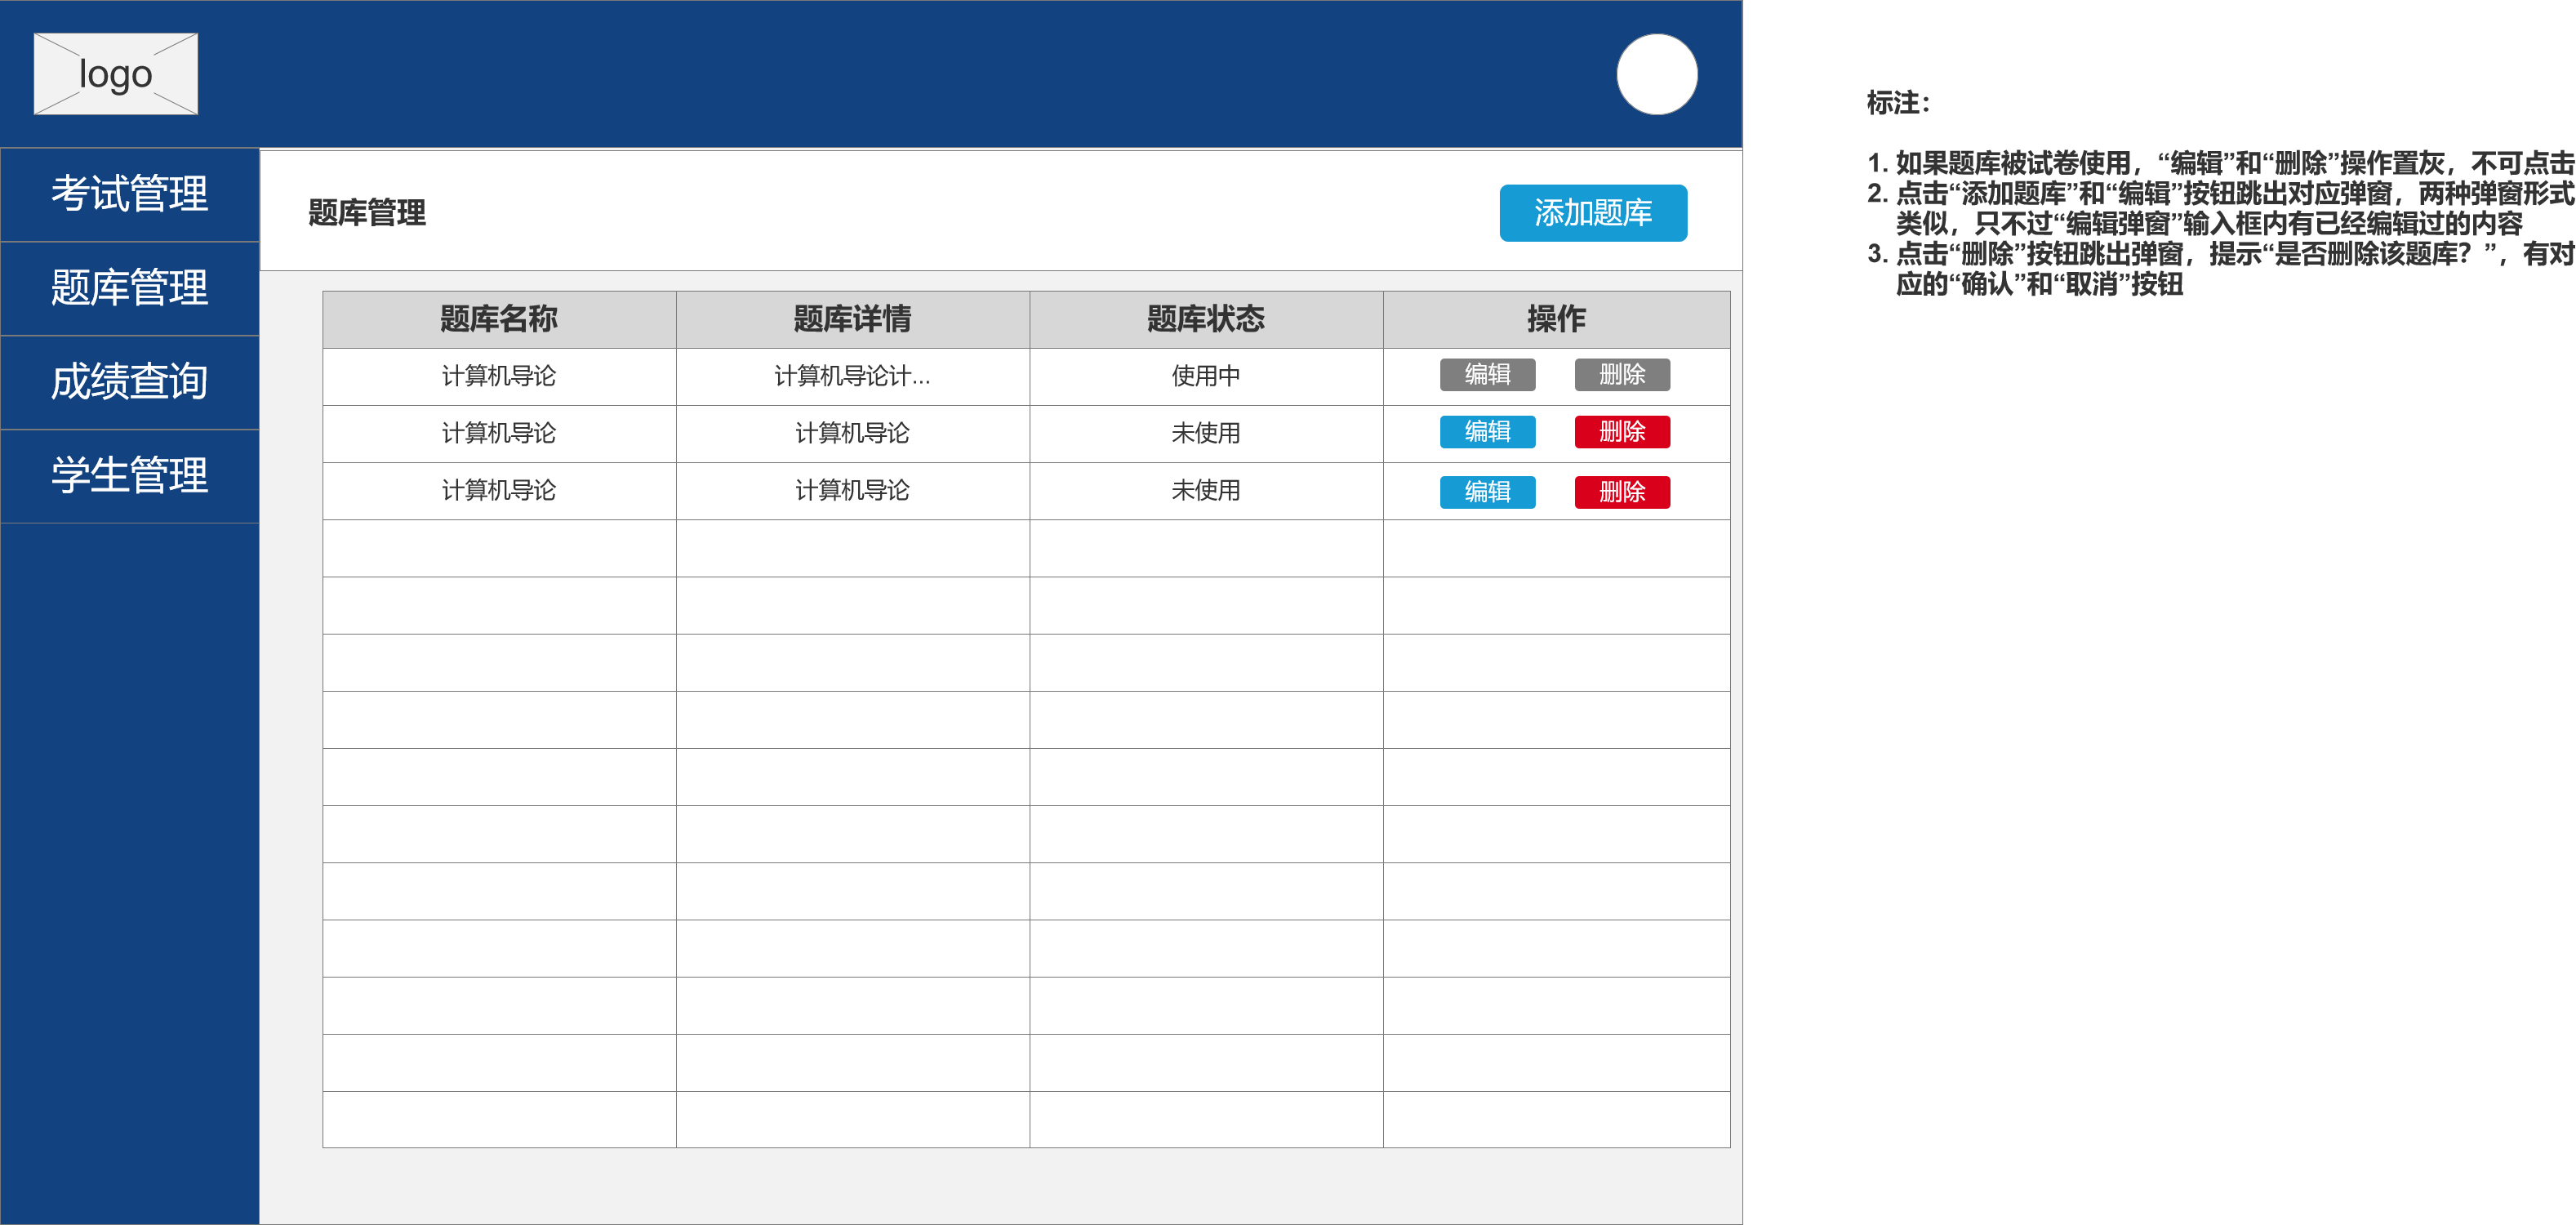 logo
考试管理
题库管理
成绩查询
学生管理
题库管理
添加题库
题库名称 题库详情 题库状态 操作
计算机导论 计算机导论计... 使用中 编辑 删除
计算机导论 计算机导论 未使用 编辑 删除
计算机导论 计算机导论 未使用 编辑 删除
标注：
1. 如果题库被试卷使用，“编辑”和“删除”操作置灰，不可点击
2. 点击“添加题库”和“编辑”按钮跳出对应弹窗，两种弹窗形式
类似，只不过“编辑弹窗”输入框内有已经编辑过的内容
3. 点击“删除”按钮跳出弹窗，提示“是否删除该题库？”，有对
应的“确认”和“取消”按钮